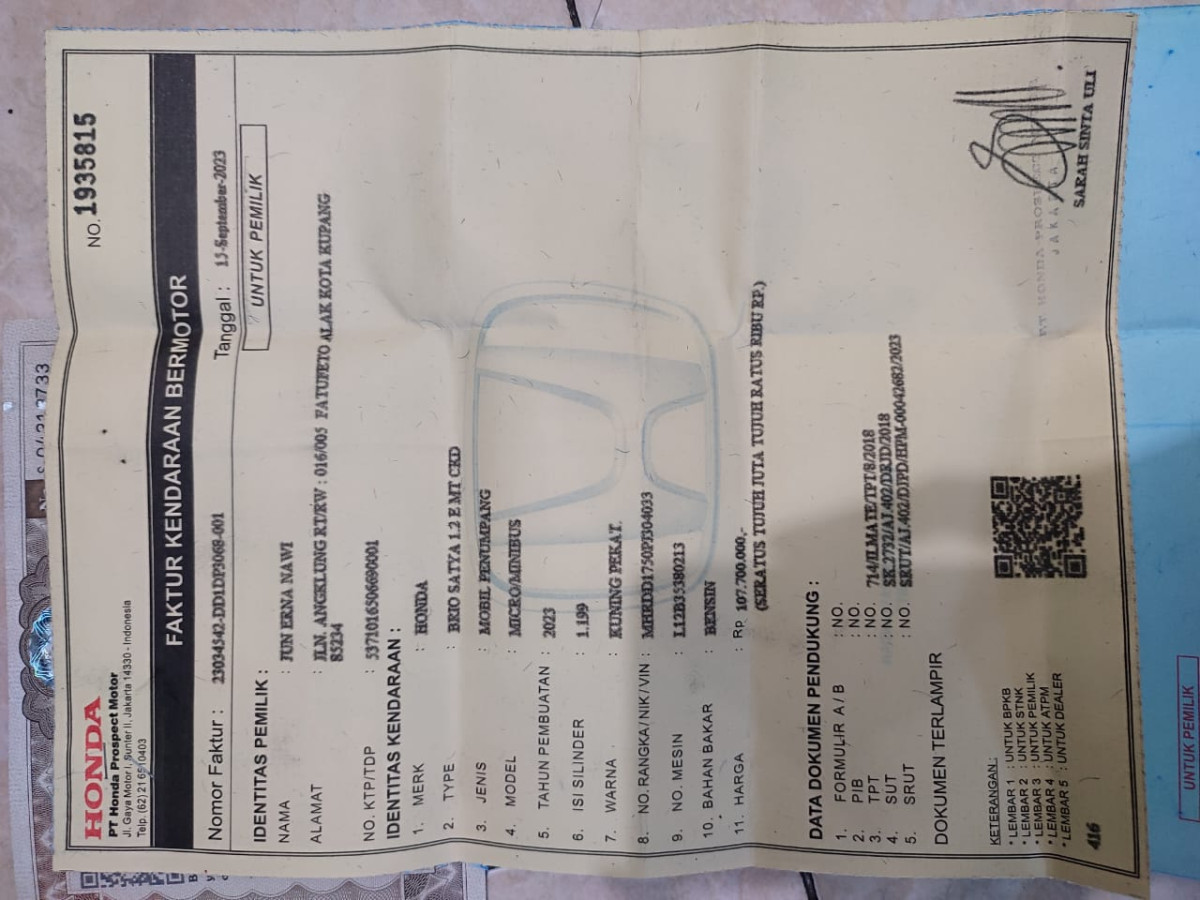 HONDA
PT Honda Prospect Motor
Jl. Gaya Motor I, Sunter II, Jakarta 14330 - Indonesia
Telp. (62) 21 6510403
NO. 1935815
FAKTUR KENDARAAN BERMOTOR
Nomor Faktur : 23034542-DD1DP3069-001
Tanggal : 15-September-2023
UNTUK PEMILIK
IDENTITAS PEMILIK :
NAMA : JUN ENA NAWI
ALAMAT : JLN. ANGKLUNG RT/RW : 016/005 FATUFETO ALAK KOTA KUPANG
85234
NO. KTP/TDP : 5371016506690001
IDENTITAS KENDARAAN :
1. MERK : HONDA
2. TYPE : BRIO SATYA 1.2 E MT CKD
3. JENIS : MOBIL PENUMPANG
4. MODEL : MICRO/MINIBUS
5. TAHUN PEMBUATAN : 2023
6. ISI SILINDER : 1.199
7. WARNA : KUNING PEKAT.
8. NO. RANGKA/NIK/VIN : MHRDD1750PJ304033
9. NO. MESIN : L12B35380213
10. BAHAN BAKAR : BENSIN
11. HARGA : Rp 107.700.000,-
(SERATUS TUJUH JUTA TUJUH RATUS RIBU RP.)
DATA DOKUMEN PENDUKUNG :
1. FORMULIR A / B : NO.
2. PIB : NO.
3. TPT : NO. 714/ILMATE/TPT/8/2018
4. SUT : NO. SK.2732/AJ.402/DRJD/2018
5. SRUT : NO. SRUT/AJ.402/DJPD/HPM-00042682/2023
DOKUMEN TERLAMPIR
KETERANGAN :
* LEMBAR 1 : UNTUK BPKB
* LEMBAR 2 : UNTUK STNK
* LEMBAR 3 : UNTUK PEMILIK
* LEMBAR 4 : UNTUK ATPM
* LEMBAR 5 : UNTUK DEALER
416
PT HONDA PROSPECT
JAKARTA
SARAH SINTA ULI
UNTUK PEMILIK